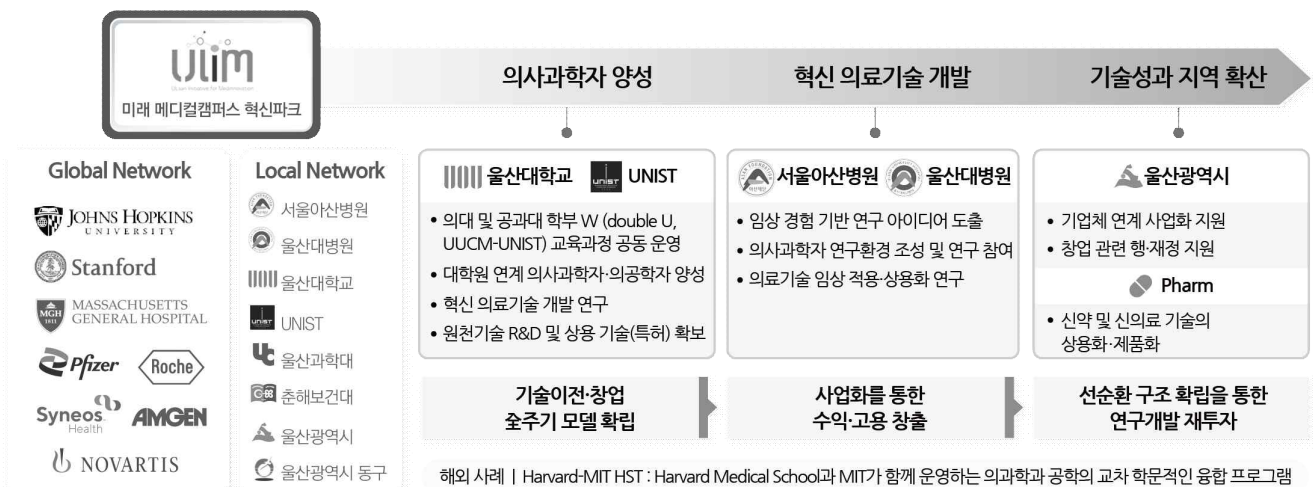 ULiM
미래 메디컬캠퍼스 혁신파크
의사과학자 양성
혁신 의료기술 개발
기술성과 지역 확산
Global Network
JOHNS HOPKINS
UNIVERSITY
Stanford
MGH
1811
MASSACHUSETTS
GENERAL HOSPITAL
Pfizer
Roche
Syneos
Health
AMGEN
NOVARTIS
Local Network
서울아산병원
울산대병원
울산대학교
UNIST
UNIST
울산과학대
춘해보건대
울산광역시
울산광역시 동구
울산대학교
UNIST
UNIST
• 의대 및 공과대 학부 W (double U,
UUCM-UNIST) 교육과정 공동 운영
• 대학원 연계 의사과학자·의공학자 양성
• 혁신 의료기술 개발 연구
• 원천기술 R&D 및 상용 기술(특허) 확보
서울아산병원
울산대병원
• 임상 경험 기반 연구 아이디어 도출
• 의사과학자 연구환경 조성 및 연구 참여
• 의료기술 임상 적용·상용화 연구
울산광역시
• 기업체 연계 사업화 지원
• 창업 관련 행·재정 지원
Pharm
• 신약 및 신의료 기술의
상용화·제품화
기술이전·창업
全주기 모델 확립
사업화를 통한
수익·고용 창출
선순환 구조 확립을 통한
연구개발 재투자
해외 사례 | Harvard-MIT HST : Harvard Medical School과 MIT가 함께 운영하는 의과학과 공학의 교차 학문적인 융합 프로그램